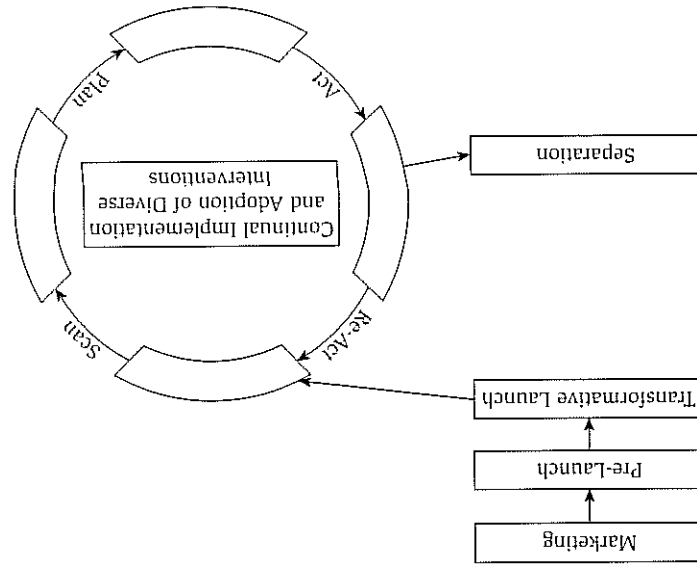 Marketing
Pre-Launch
Transformative Launch
Re-Act
Scan
Continual Implementation
and Adoption of Diverse
Interventions
Separation
Act
Plan